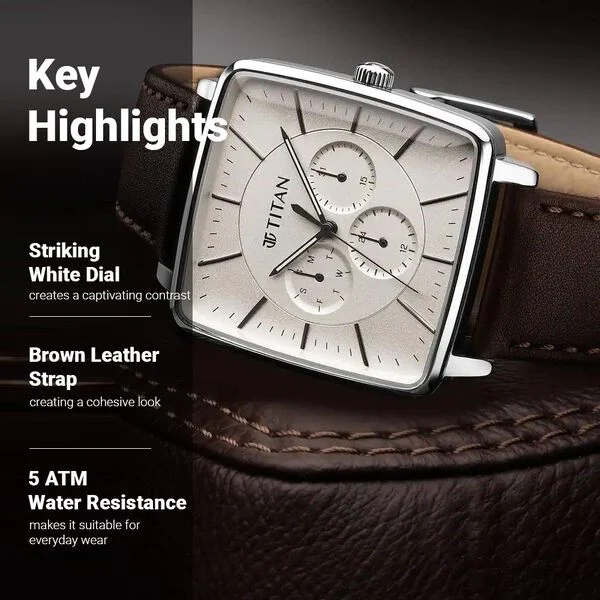 Key
Highlights
Striking
White Dial
creates a captivating contrast
Brown Leather
Strap
creating a cohesive look
5 ATM
Water Resistance
makes it suitable for
everyday wear
TITAN
15
24
12
S M T W T F S